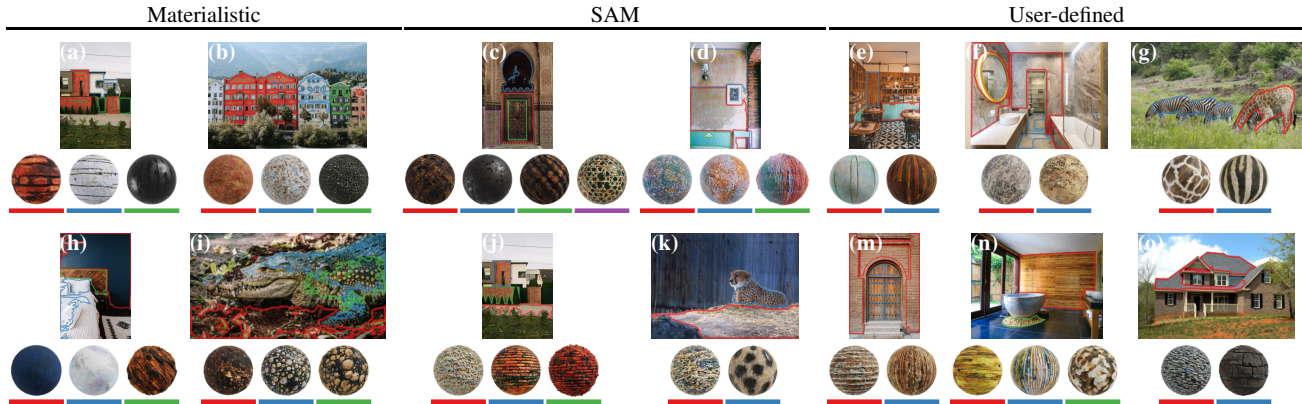 Materialistic SAM User-defined
(a) (b) (c) (d) (e) (f) (g)
(h) (i) (j) (k) (m) (n) (o)